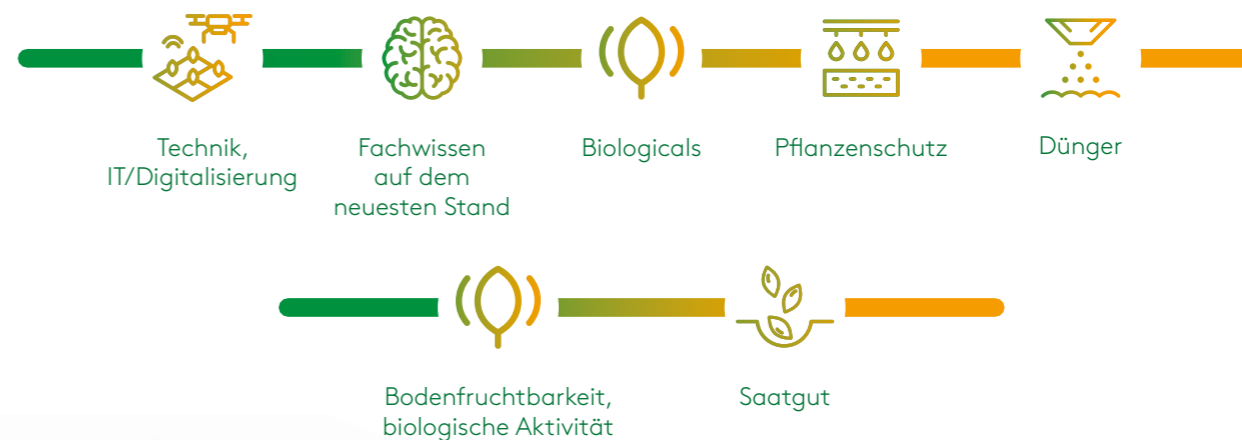 Technik,
IT/Digitalisierung
Fachwissen
auf dem
neuesten Stand
Biologicals
Pflanzenschutz
Dünger
Bodenfruchtbarkeit,
biologische Aktivität
Saatgut